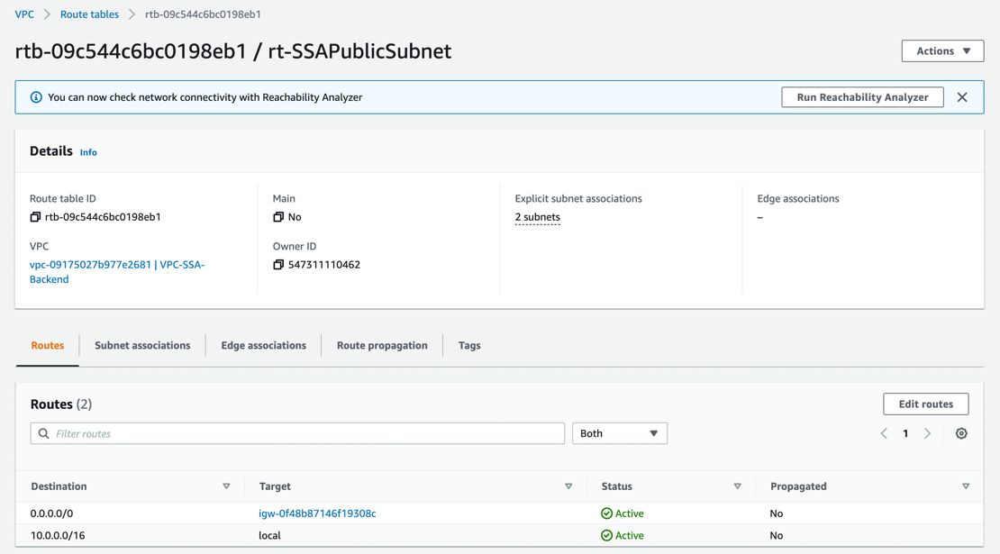 VPC > Route tables > rtb-09c544c6bc0198eb1
rtb-09c544c6bc0198eb1 / rt-SSAPublicSubnet
Actions
You can now check network connectivity with Reachability Analyzer
Run Reachability Analyzer
Details Info
Route table ID
rtb-09c544c6bc0198eb1
Main
No
Explicit subnet associations
2 subnets
Edge associations
–
VPC
vpc-09175027b977e2681 | VPC-SSA-
Backend
Owner ID
547311110462
Routes Subnet associations Edge associations Route propagation Tags
Routes (2)
Edit routes
Filter routes
Both
1
Destination Target Status Propagated
0.0.0.0/0 igw-0f48b87146f19308c Active No
10.0.0.0/16 local Active No